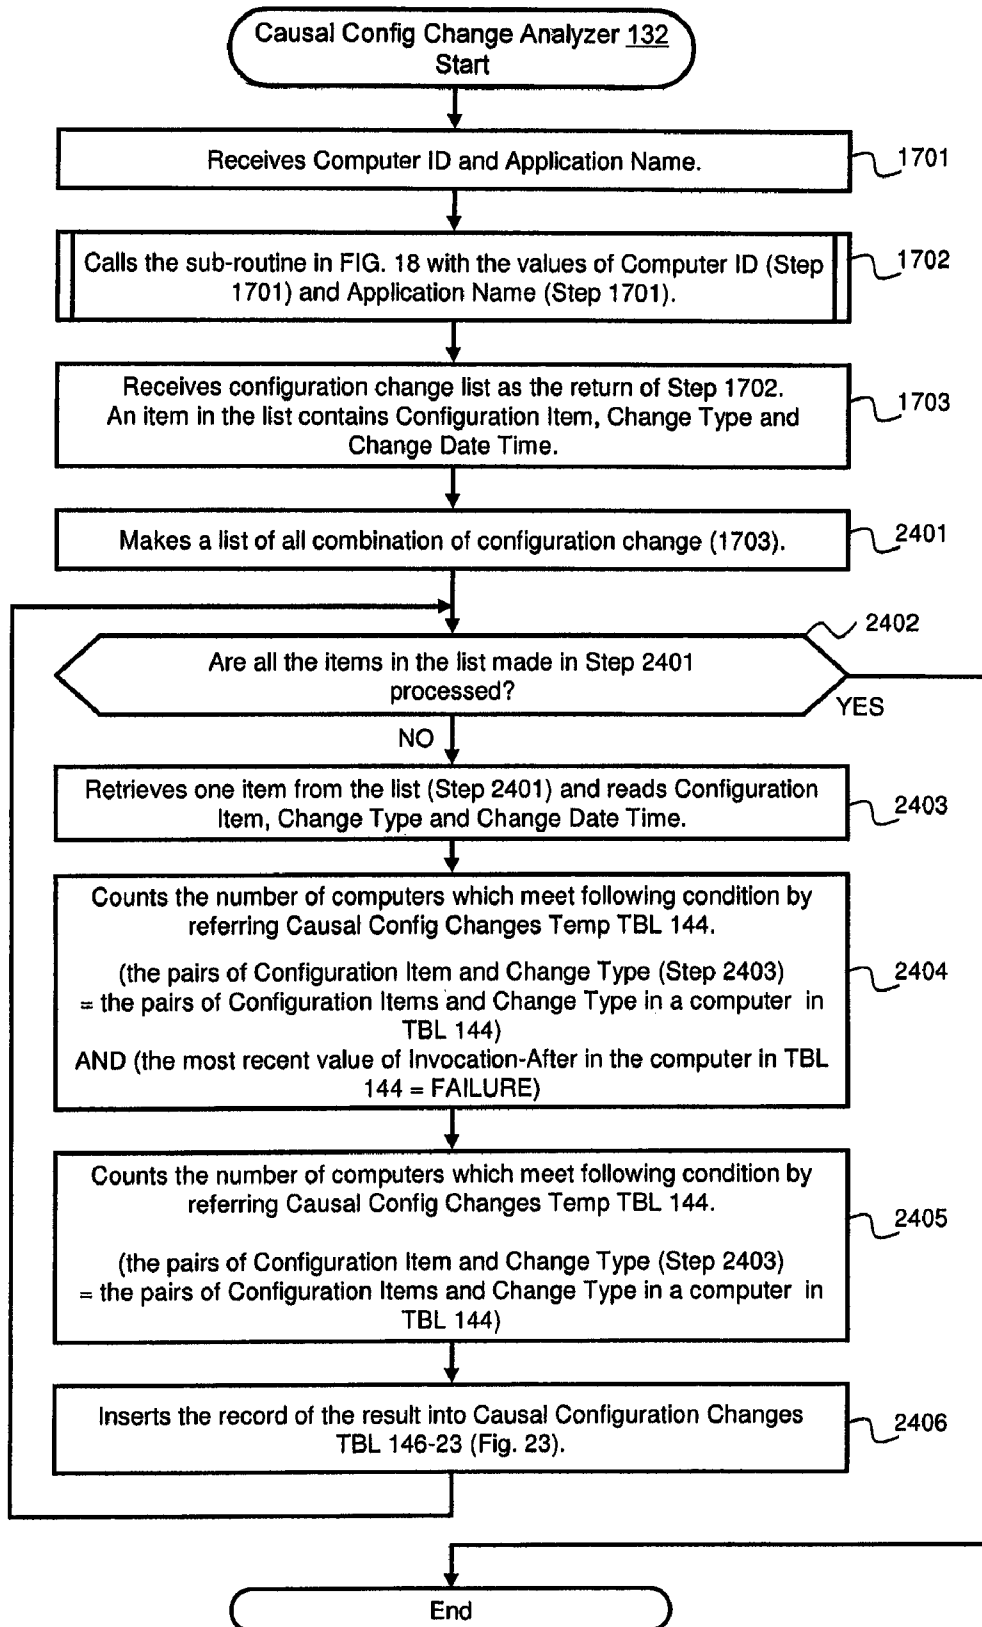 Causal Config Change Analyzer 132
Start
Receives Computer ID and Application Name.
1701
Calls the sub-routine in FIG. 18 with the values of Computer ID (Step
1701) and Application Name (Step 1701).
1702
Receives configuration change list as the return of Step 1702.
An item in the list contains Configuration Item, Change Type and
Change Date Time.
1703
Makes a list of all combination of configuration change (1703).
2401
2402
Are all the items in the list made in Step 2401
processed?
YES
NO
Retrieves one item from the list (Step 2401) and reads Configuration
Item, Change Type and Change Date Time.
2403
Counts the number of computers which meet following condition by
referring Causal Config Changes Temp TBL 144.
(the pairs of Configuration Item and Change Type (Step 2403)
= the pairs of Configuration Items and Change Type in a computer in
TBL 144)
AND (the most recent value of Invocation-After in the computer in TBL
144 = FAILURE)
2404
Counts the number of computers which meet following condition by
referring Causal Config Changes Temp TBL 144.
(the pairs of Configuration Item and Change Type (Step 2403)
= the pairs of Configuration Items and Change Type in a computer in
TBL 144)
2405
Inserts the record of the result into Causal Configuration Changes
TBL 146-23 (Fig. 23).
2406
End